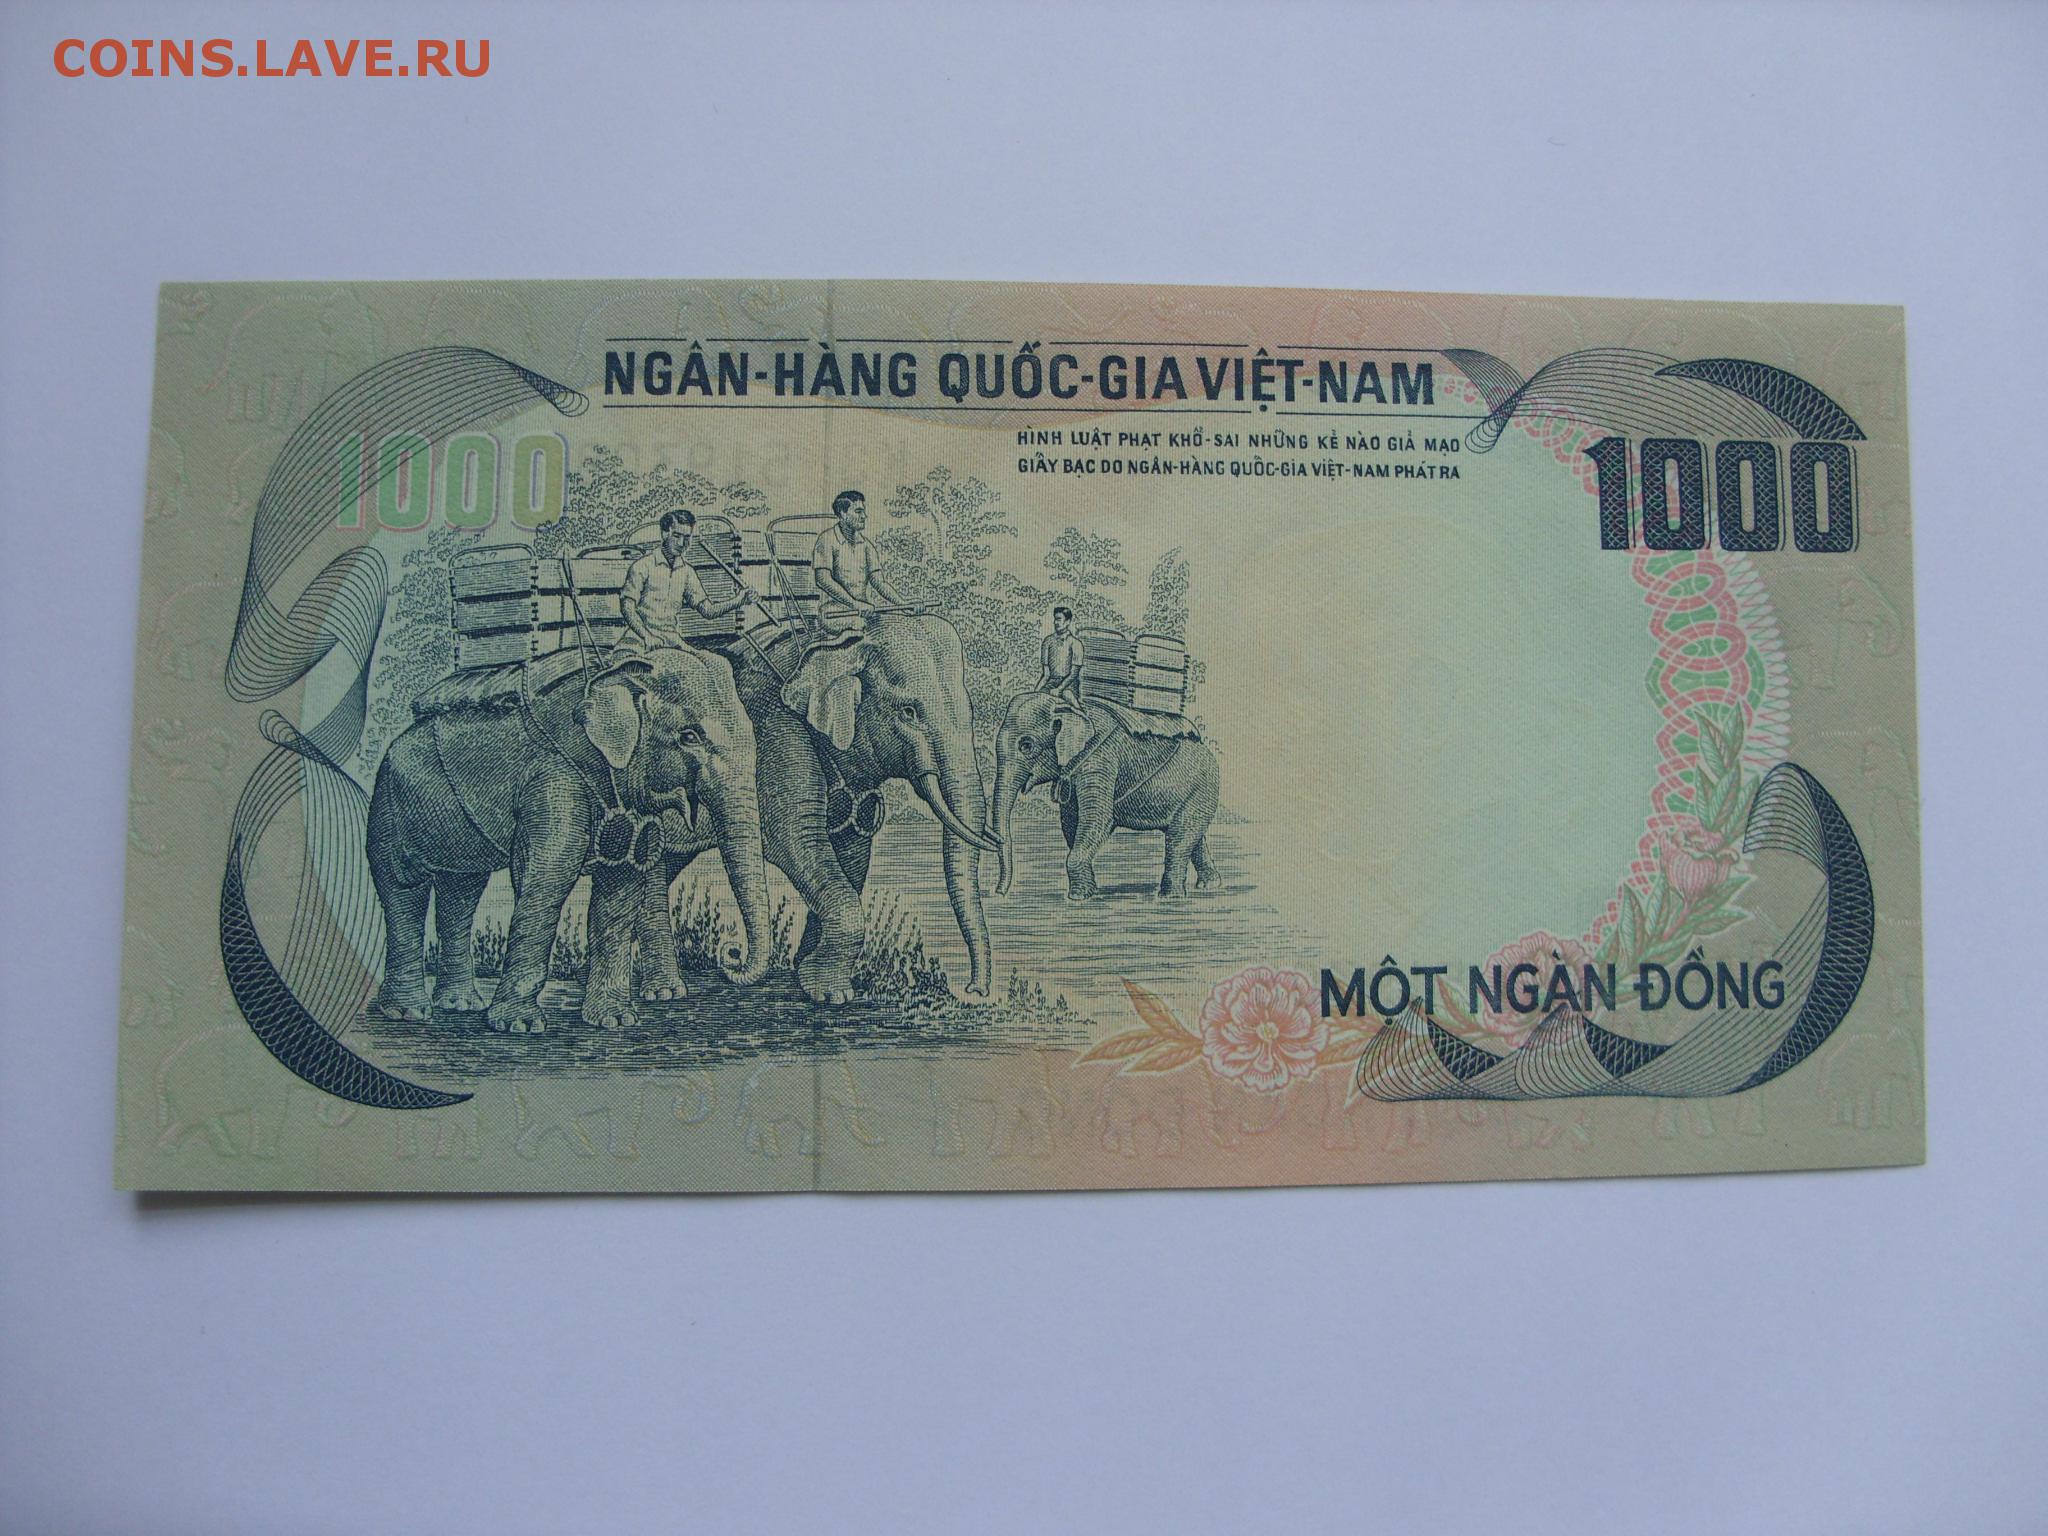 COINS.LAVE.RU
NGÂN-HÀNG QUỐC-GIA VIỆT-NAM
HÌNH LUẬT PHẠT KHỔ-SAI NHỮNG KẺ NÀO GIẢ MẠO
GIẤY BẠC DO NGÂN-HÀNG QUỐC-GIA VIỆT-NAM PHÁT RA
1000
1000
MỘT NGÀN ĐỒNG